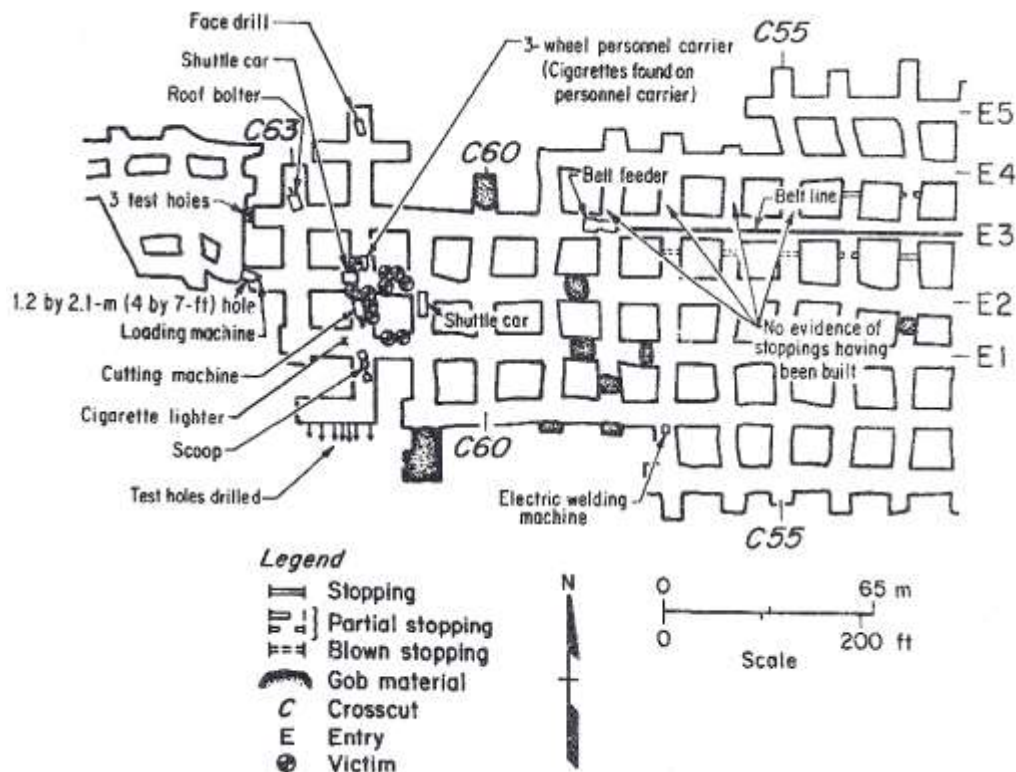 Face drill
Shuttle car
Roof bolter
3-wheel personnel carrier
(Cigarettes found on
personnel carrier)
C55
C63
C60
E5
E4
E3
E2
E1
Belt feeder
Belt line
3 test holes
1.2 by 2.1-m (4 by 7-ft) hole
Loading machine
Shuttle car
No evidence of
stoppings having
been built
Cutting machine
Cigarette lighter
Scoop
C60
Test holes drilled
Electric welding
machine
C55
Legend
Stopping
Partial stopping
Blown stopping
Gob material
C Crosscut
E Entry
Victim
N
0 65 m
0 200 ft
Scale